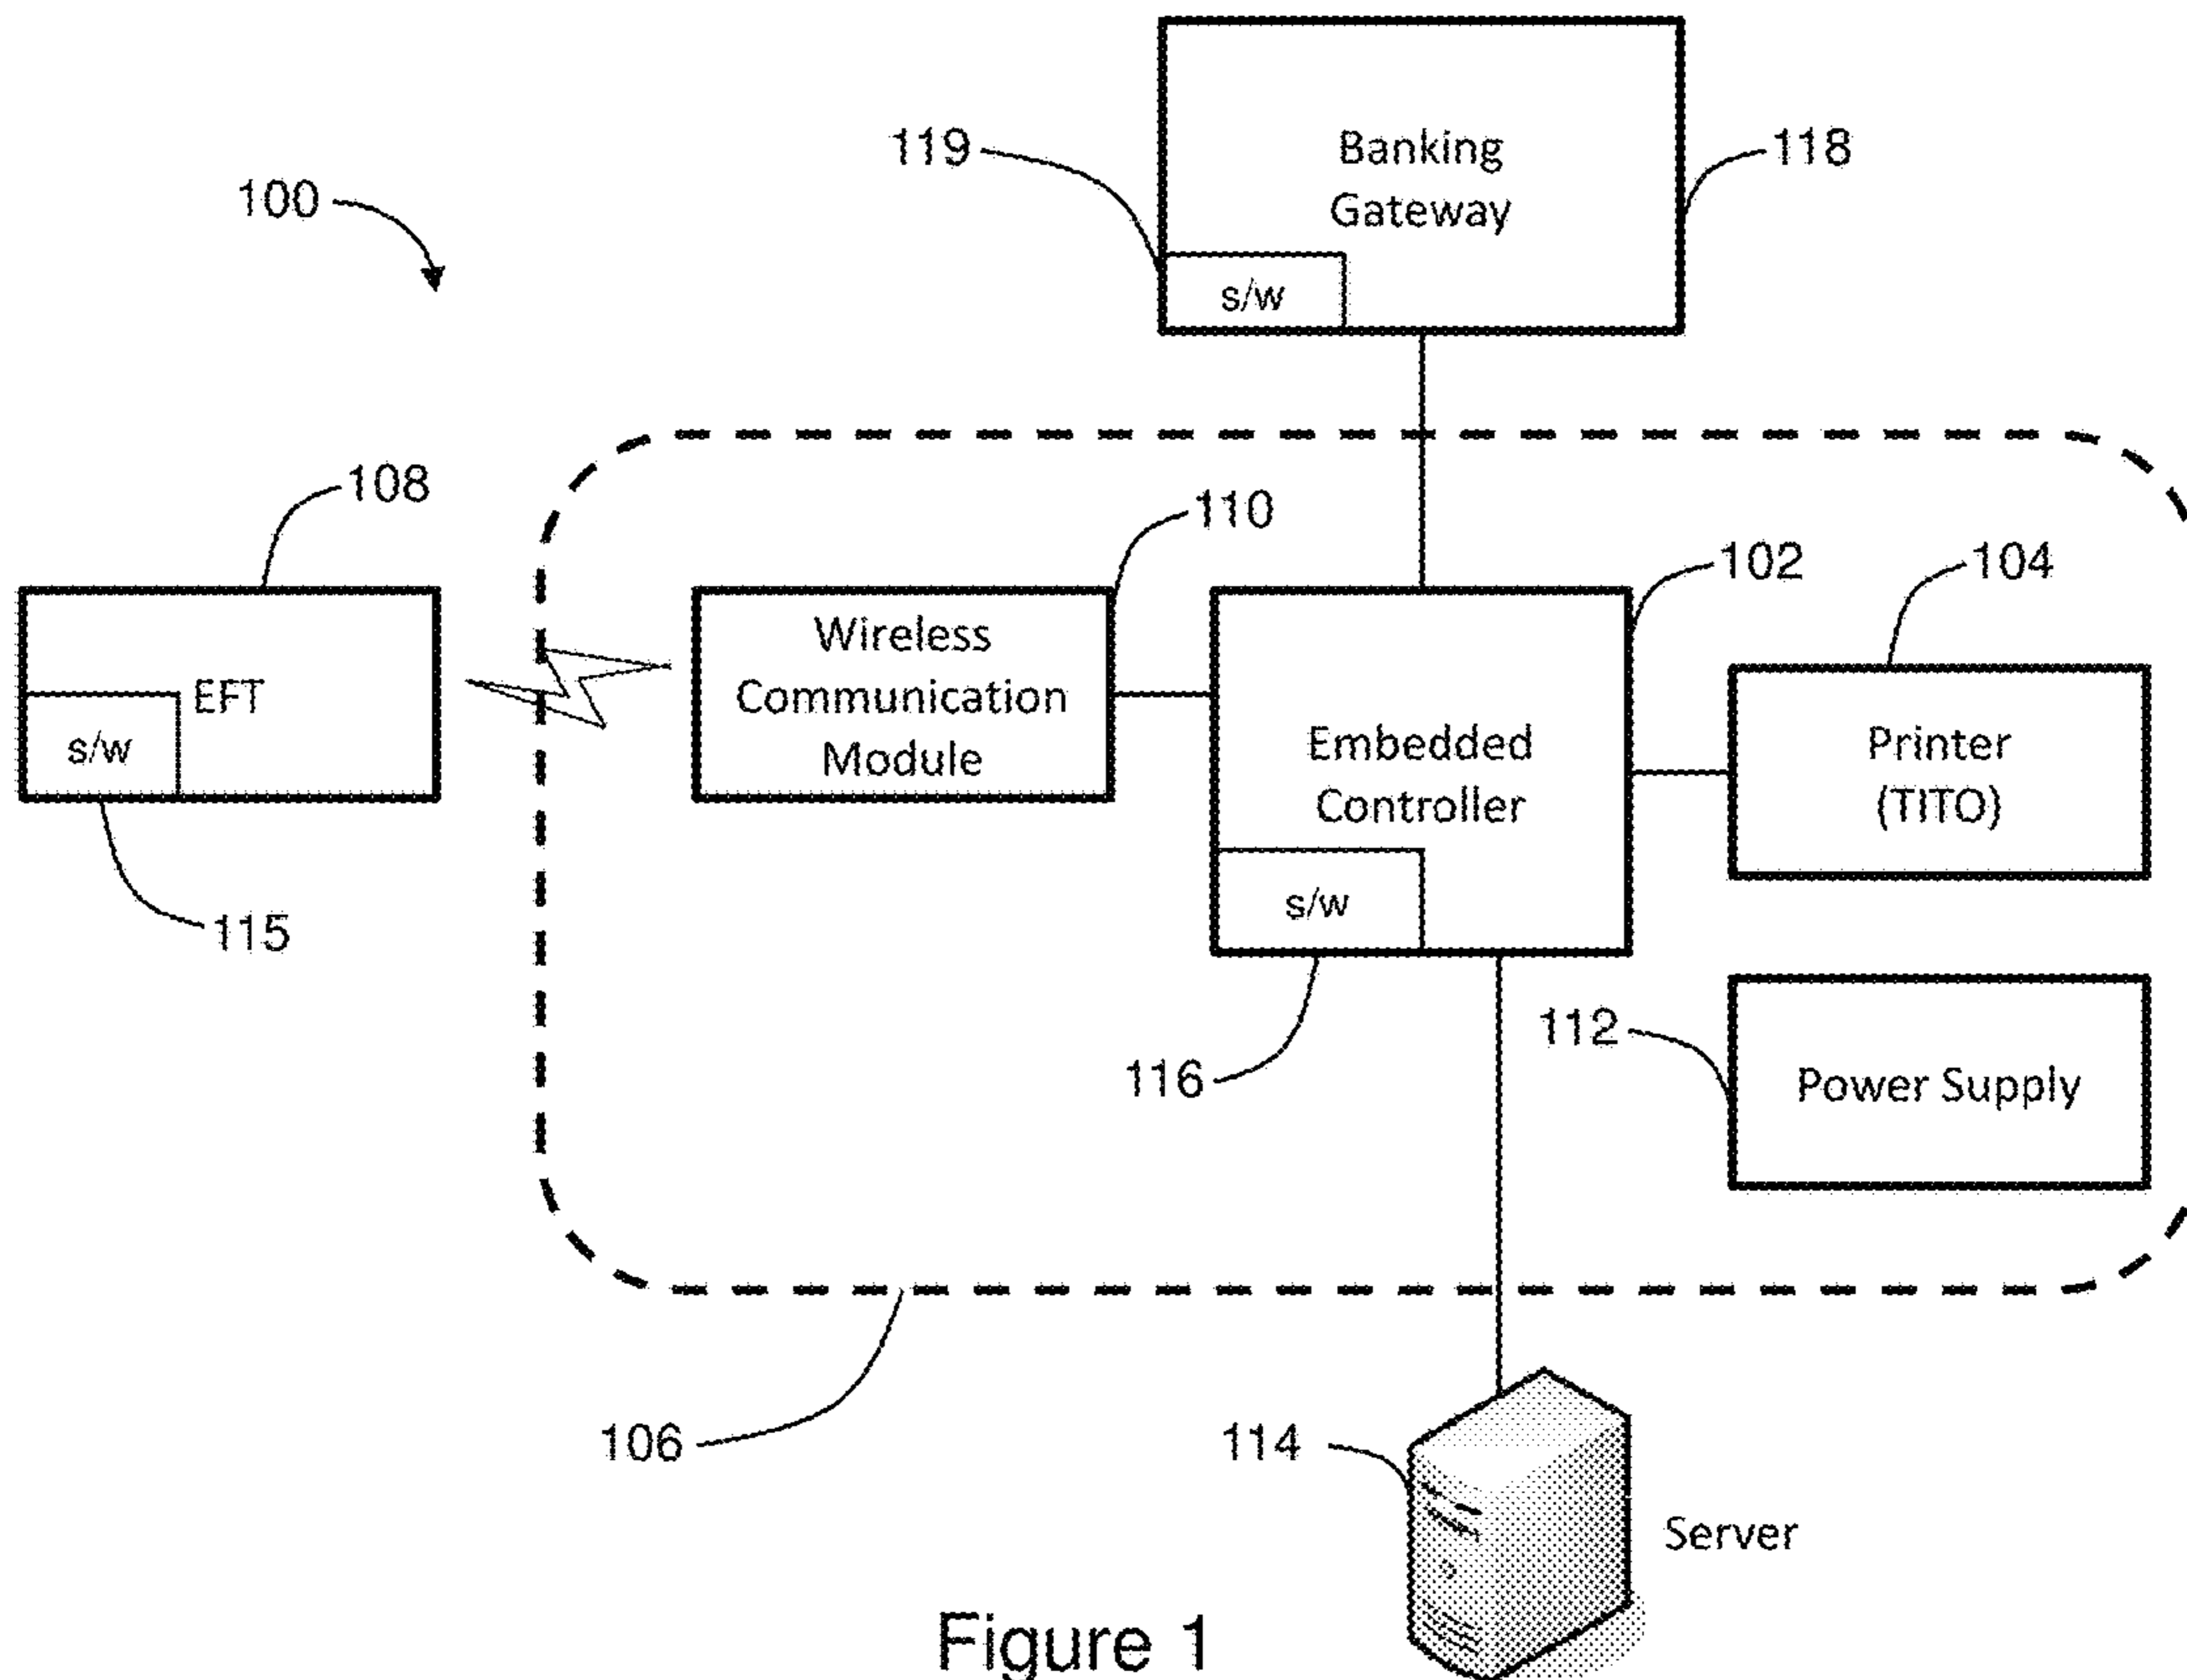 119
Banking
Gateway
118
s/w
100
108
110
102
104
Wireless
Communication
Module
EFT
s/w
Embedded
Controller
s/w
Printer
(TITO)
115
116
112
Power Supply
106
114
Server
Figure 1